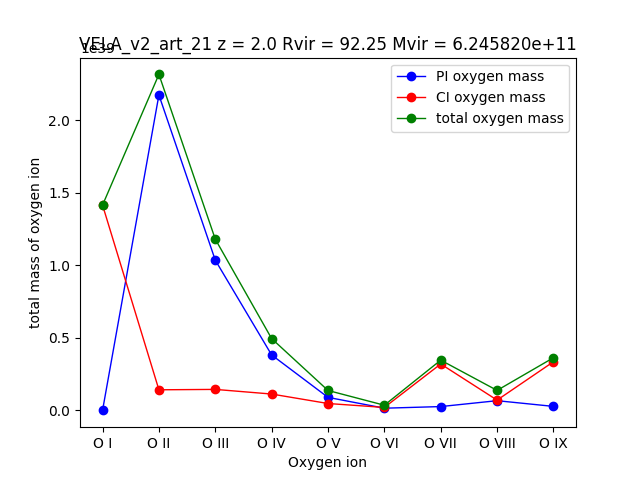 VELA_v2_art_21 z = 2.0 Rvir = 92.25 Mvir = 6.245820e+11
1e39
PI oxygen mass
CI oxygen mass
total oxygen mass
total mass of oxygen ion
2.0
1.5
1.0
0.5
0.0
O I O II O III O IV O V O VI O VII O VIII O IX
Oxygen ion